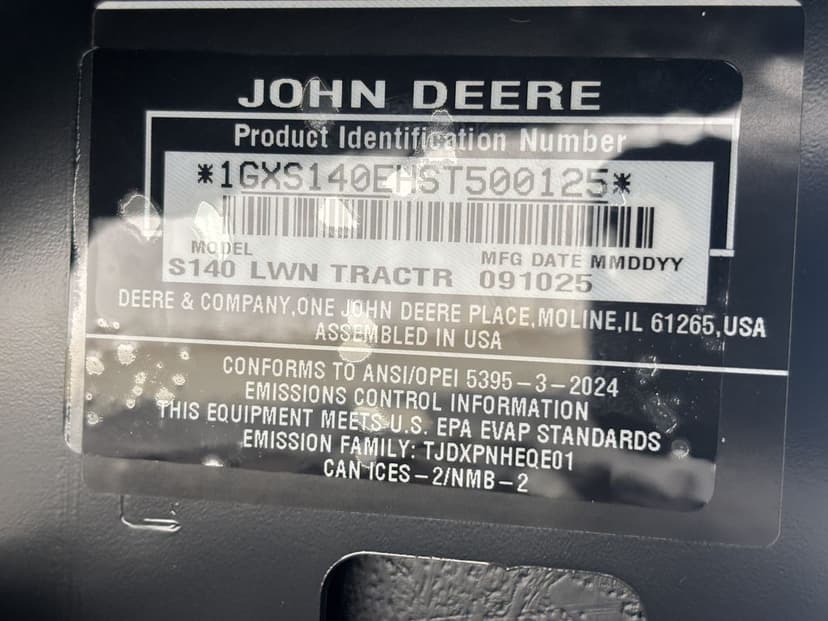 JOHN DEERE
Product Identification Number
*1GXS140EHST500125*
MODEL MFG DATE MMDDYY
S140 LWN TRACTR 091025
DEERE & COMPANY,ONE JOHN DEERE PLACE,MOLINE,IL 61265,USA
ASSEMBLED IN USA
CONFORMS TO ANSI/OPEI 5395-3-2024
EMISSIONS CONTROL INFORMATION
THIS EQUIPMENT MEETS U.S. EPA EVAP STANDARDS
EMISSION FAMILY: TJDXPNHEQE01
CAN ICES-2/NMB-2